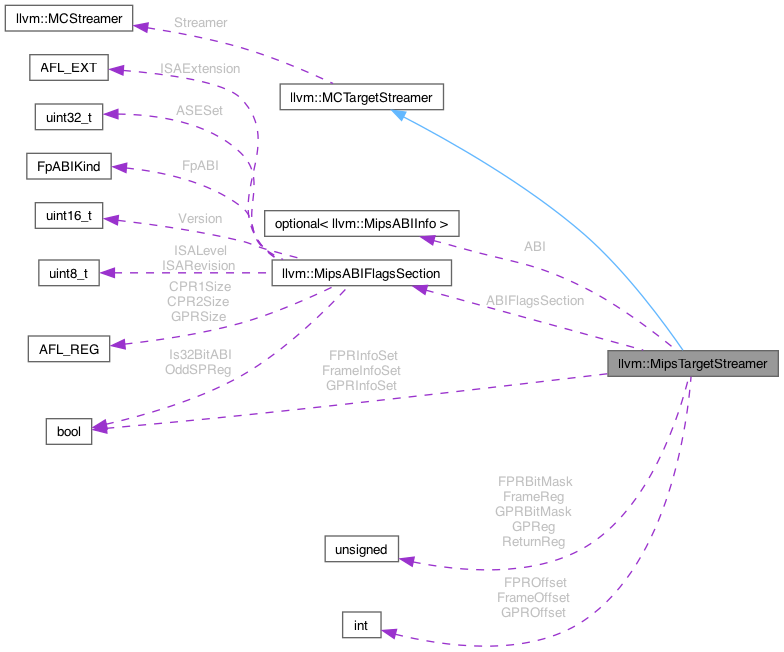 llvm::MCStreamer
Streamer
AFL_EXT
ISAExtension
llvm::MCTargetStreamer
uint32_t
ASESet
FpABIKind
FpABI
uint16_t
Version
optional< llvm::MipsABIInfo >
ABI
uint8_t
ISALevel
ISARevision
llvm::MipsABIFlagsSection
ABIFlagsSection
CPR1Size
CPR2Size
GPRSize
AFL_REG
Is32BitABI
OddSPReg
FPRInfoSet
FrameInfoSet
GPRInfoSet
llvm::MipsTargetStreamer
bool
FPRBitMask
FrameReg
GPRBitMask
GPReg
ReturnReg
unsigned
FPROffset
FrameOffset
GPROffset
int